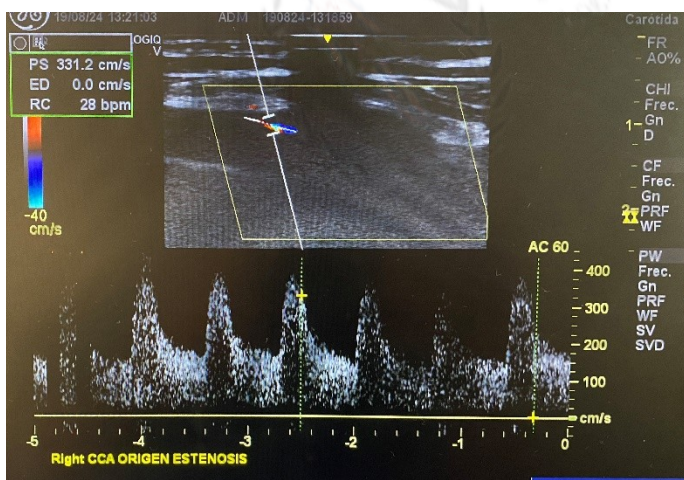 19/08/24 13:21:03 ADM 190824-131859 Carótida
OGIQ
V
PS 331.2 cm/s
ED 0.0 cm/s
RC 28 bpm
-40
cm/s
FR
AO%
CHI
Frec.
Gn
D
1
CF
Frec.
Gn
2 PRF
WF
PW
Frec.
Gn
PRF
WF
SV
SVD
AC 60
400
300
200
100
cm/s
-5 -4 -3 -2 -1 0
Right CCA ORIGEN ESTENOSIS